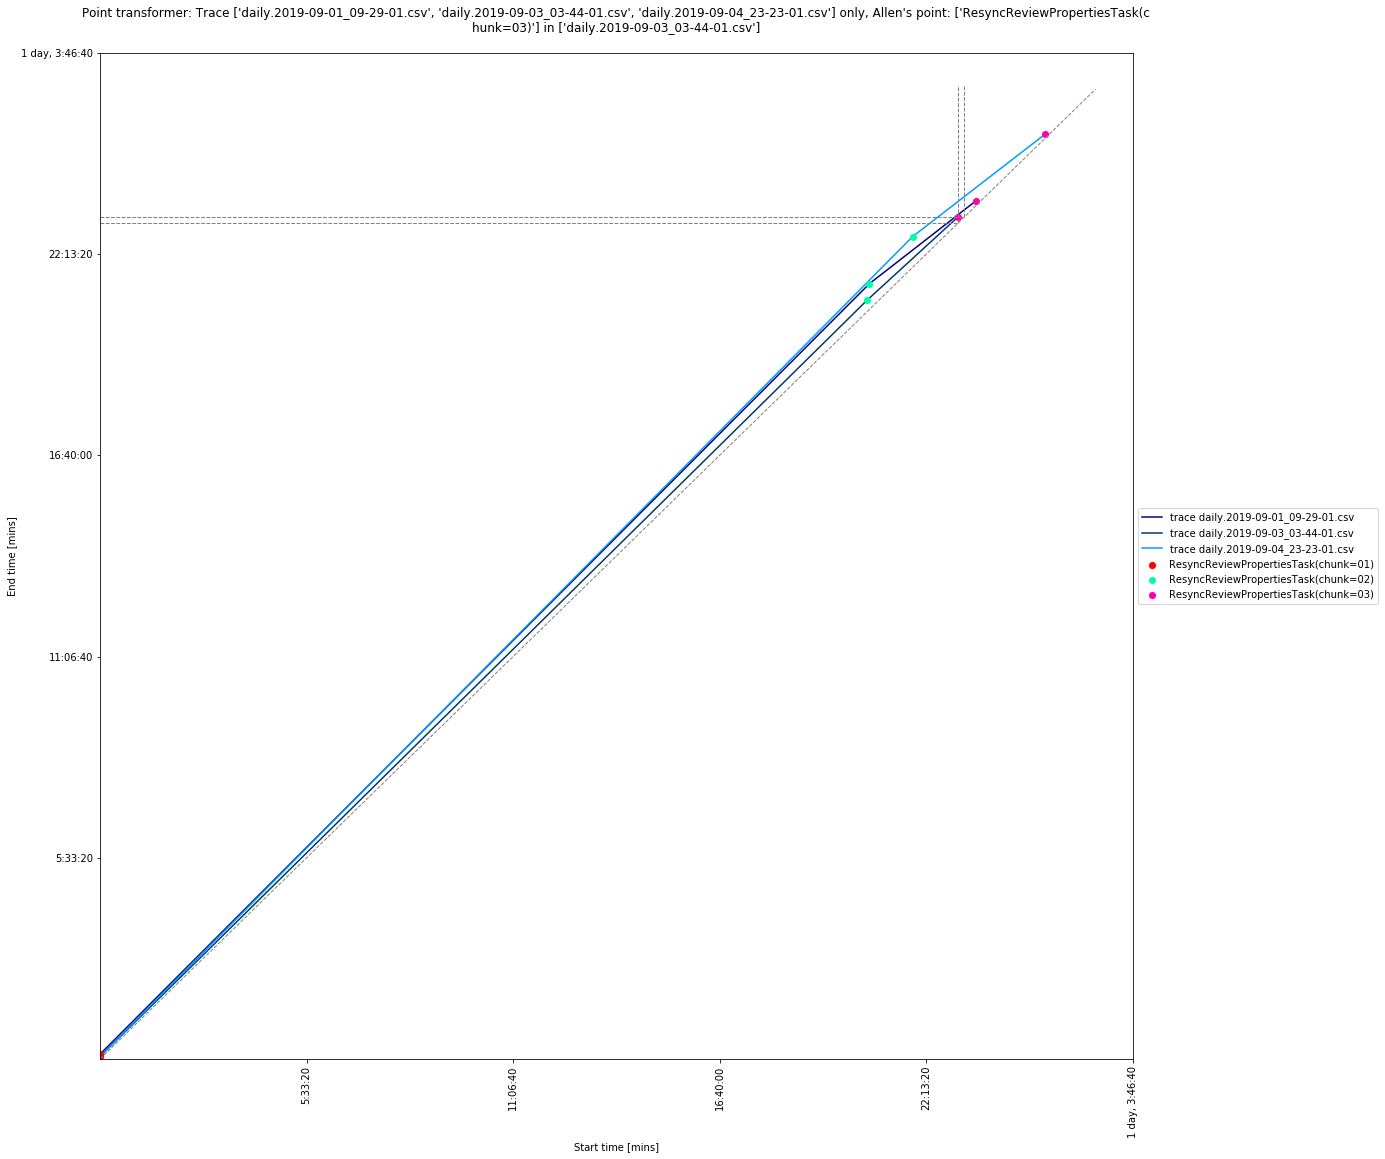 Point transformer: Trace ['daily.2019-09-01_09-29-01.csv', 'daily.2019-09-03_03-44-01.csv', 'daily.2019-09-04_23-23-01.csv'] only, Allen's point: ['ResyncReviewPropertiesTask(c
hunk=03)'] in ['daily.2019-09-03_03-44-01.csv']
1 day, 3:46:40
22:13:20
16:40:00
11:06:40
5:33:20
End time [mins]
5:33:20
11:06:40
16:40:00
22:13:20
1 day, 3:46:40
Start time [mins]
trace daily.2019-09-01_09-29-01.csv
trace daily.2019-09-03_03-44-01.csv
trace daily.2019-09-04_23-23-01.csv
ResyncReviewPropertiesTask(chunk=01)
ResyncReviewPropertiesTask(chunk=02)
ResyncReviewPropertiesTask(chunk=03)